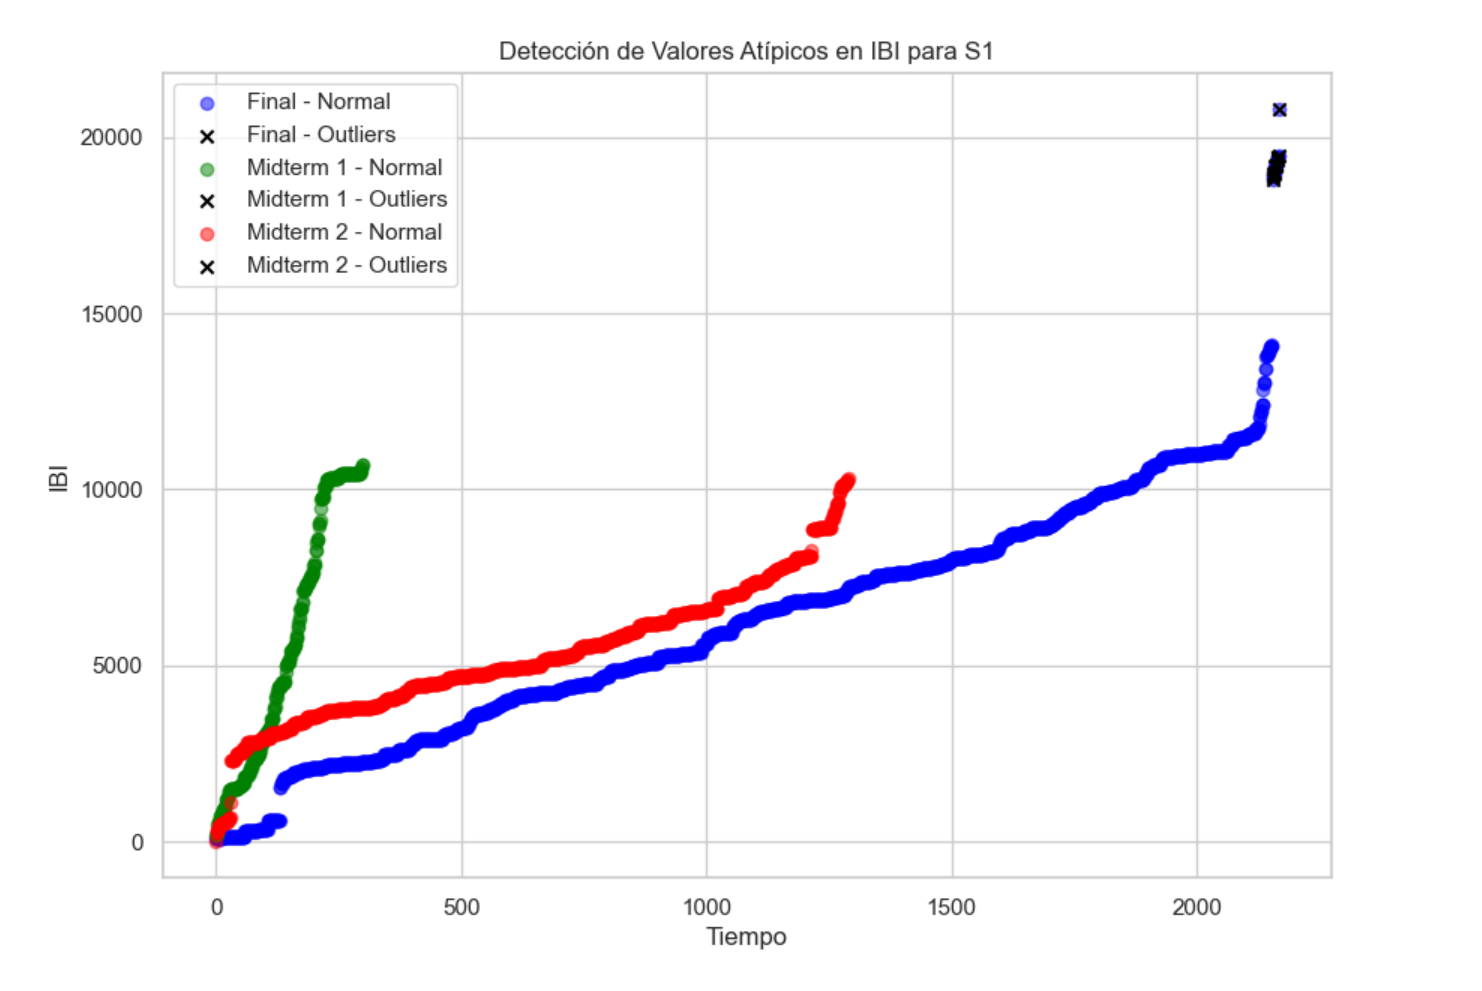 Detección de Valores Atípicos en IBI para S1
Final - Normal
Final - Outliers
Midterm 1 - Normal
Midterm 1 - Outliers
Midterm 2 - Normal
Midterm 2 - Outliers
20000
15000
10000
5000
0
IBI
0 500 1000 1500 2000
Tiempo